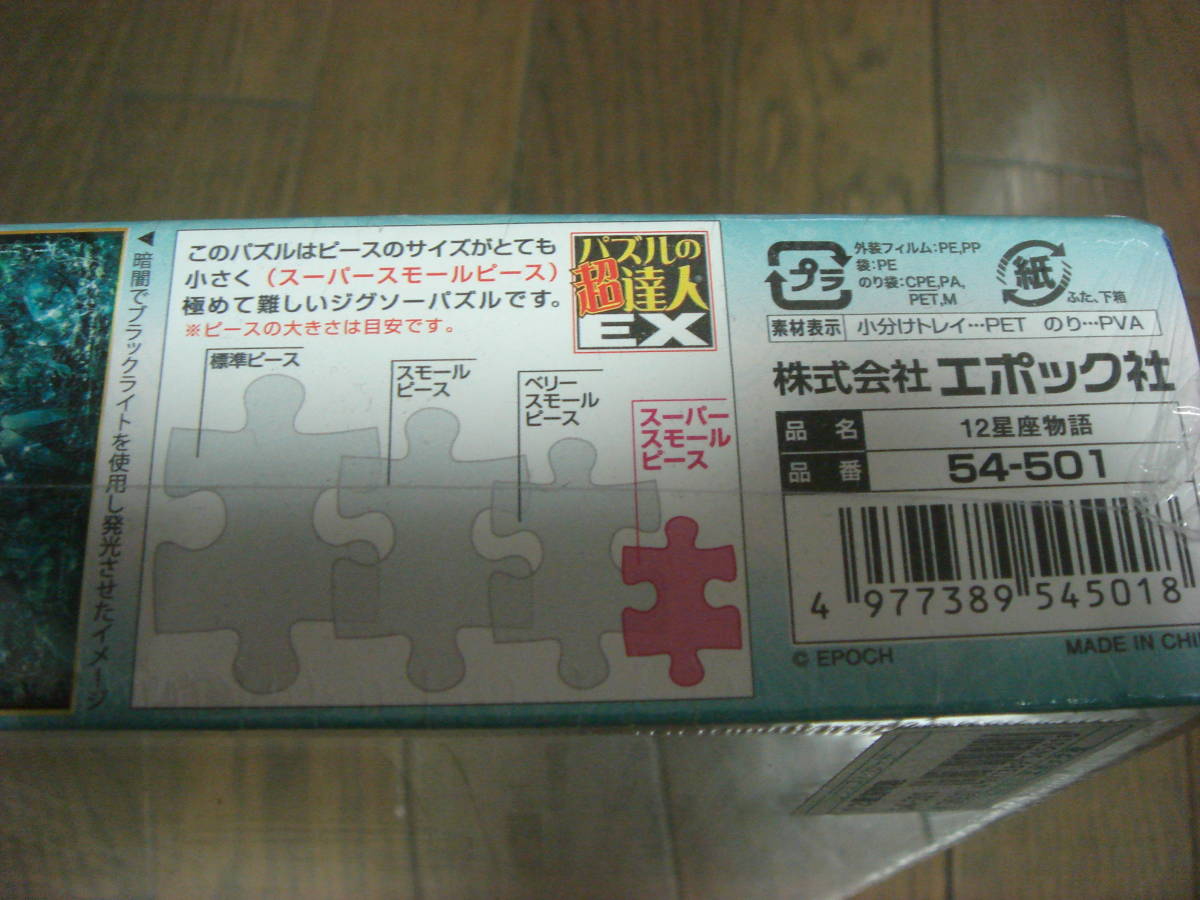 ◀暗闇でブラックライトを使用し発光させたイメージ
このパズルはピースのサイズがとても
小さく(スーパースモールピース)
極めて難しいジグソーパズルです。
※ピースの大きさは目安です。
パズルの
超達人
EX
標準ピース
スモール
ピース
ベリー
スモール
ピース
スーパー
スモール
ピース
プラ
外装フィルム:PE,PP
袋:PE
のり袋:CPE,PA,
PET,M
紙
ふた、下箱
素材表示 小分けトレイ…PET のり…PVA
株式会社 エポック社
品名 12星座物語
品番 54-501
4 977389 545018
© EPOCH
MADE IN CHI